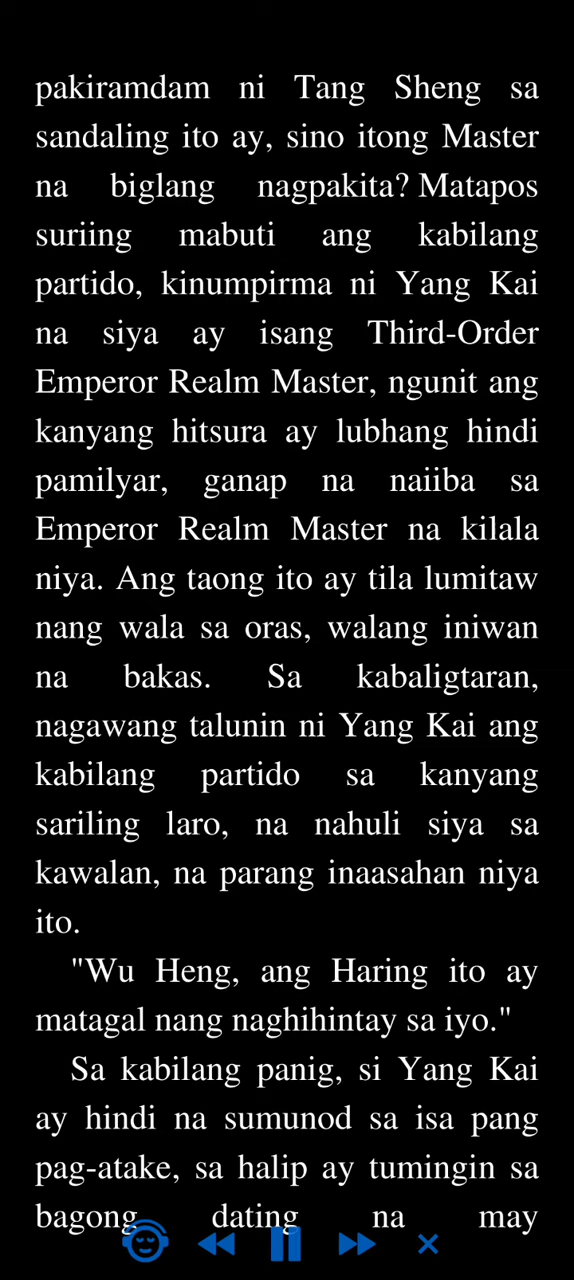 pakiramdam ni Tang Sheng sa
sandaling ito ay, sino itong Master
na biglang nagpakita? Matapos
suriing mabuti ang kabilang
partido, kinumpirma ni Yang Kai
na siya ay isang Third-Order
Emperor Realm Master, ngunit ang
kanyang hitsura ay lubhang hindi
pamilyar, ganap na naiiba sa
Emperor Realm Master na kilala
niya. Ang taong ito ay tila lumitaw
nang wala sa oras, walang iniwan
na bakas. Sa kabaligtaran,
nagawang talunin ni Yang Kai ang
kabilang partido sa kanyang
sariling laro, na nahuli siya sa
kawalan, na parang inaasahan niya
ito.
"Wu Heng, ang Haring ito ay
matagal nang naghihintay sa iyo."
Sa kabilang panig, si Yang Kai
ay hindi na sumunod sa isa pang
pag-atake, sa halip ay tumingin sa
bagong dating na may